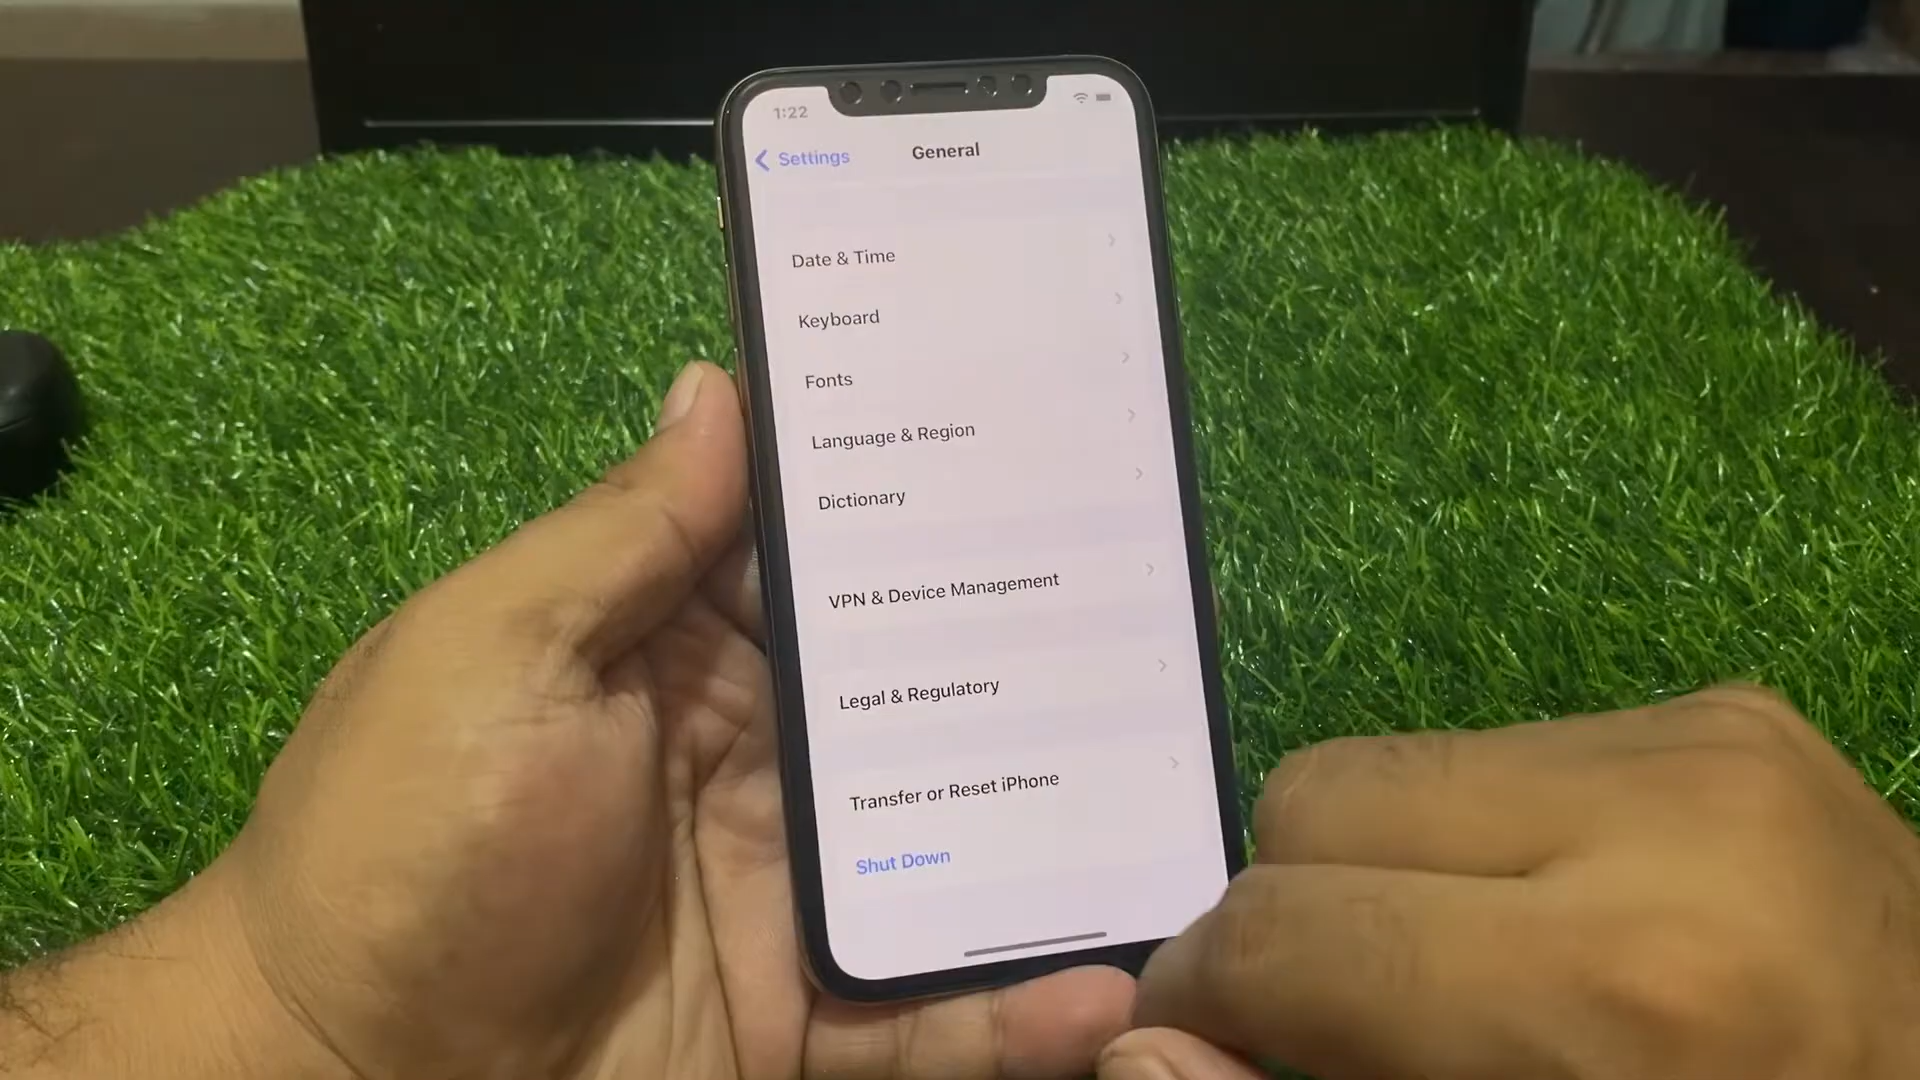 1:22
Settings
General
Date & Time
Keyboard
Fonts
Language & Region
Dictionary
VPN & Device Management
Legal & Regulatory
Transfer or Reset iPhone
Shut Down